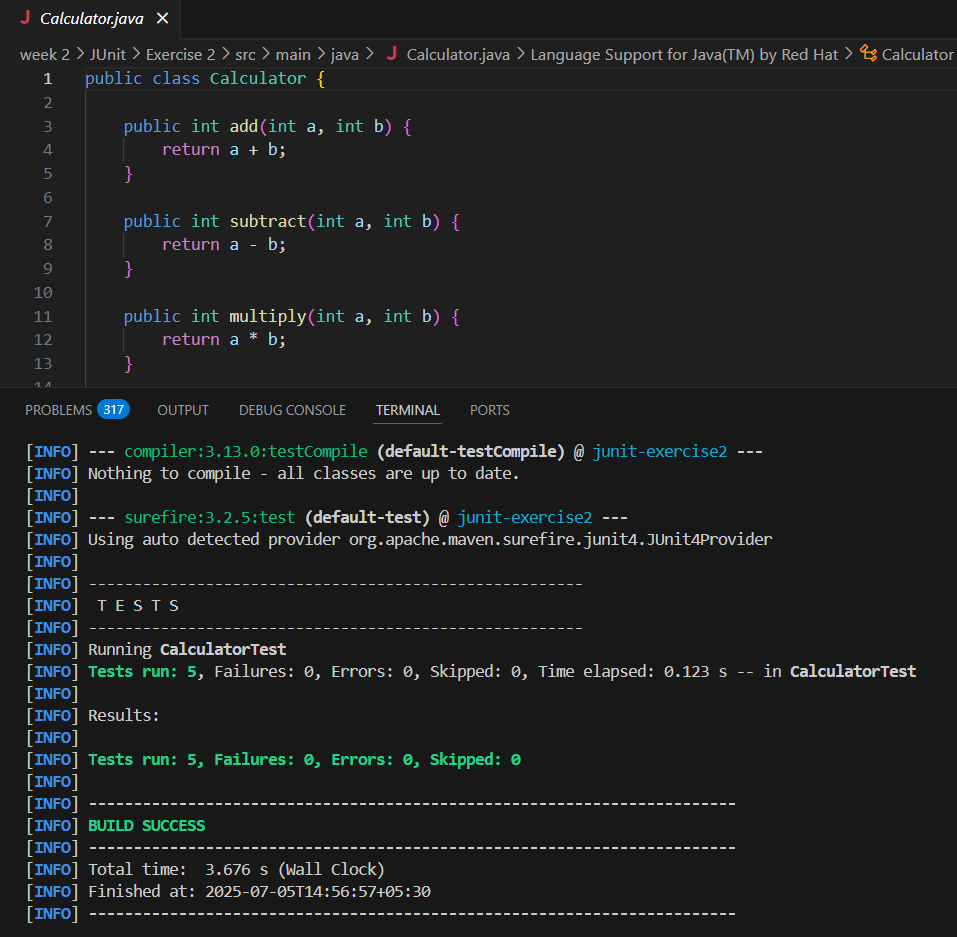 J Calculator.java ✕
week 2 > JUnit > Exercise 2 > src > main > java > J Calculator.java > Language Support for Java(TM) by Red Hat > Calculator
1 public class Calculator {
2
3     public int add(int a, int b) {
4         return a + b;
5     }
6
7     public int subtract(int a, int b) {
8         return a - b;
9     }
10
11     public int multiply(int a, int b) {
12         return a * b;
13     }
14
PROBLEMS 317 OUTPUT DEBUG CONSOLE TERMINAL PORTS
[INFO] --- compiler:3.13.0:testCompile (default-testCompile) @ junit-exercise2 ---
[INFO] Nothing to compile - all classes are up to date.
[INFO]
[INFO] --- surefire:3.2.5:test (default-test) @ junit-exercise2 ---
[INFO] Using auto detected provider org.apache.maven.surefire.junit4.JUnit4Provider
[INFO]
[INFO] -------------------------------------------------------
[INFO]  T E S T S
[INFO] -------------------------------------------------------
[INFO] Running CalculatorTest
[INFO] Tests run: 5, Failures: 0, Errors: 0, Skipped: 0, Time elapsed: 0.123 s -- in CalculatorTest
[INFO]
[INFO] Results:
[INFO]
[INFO] Tests run: 5, Failures: 0, Errors: 0, Skipped: 0
[INFO]
[INFO] ------------------------------------------------------------------------
[INFO] BUILD SUCCESS
[INFO] ------------------------------------------------------------------------
[INFO] Total time:  3.676 s (Wall Clock)
[INFO] Finished at: 2025-07-05T14:56:57+05:30
[INFO] ------------------------------------------------------------------------